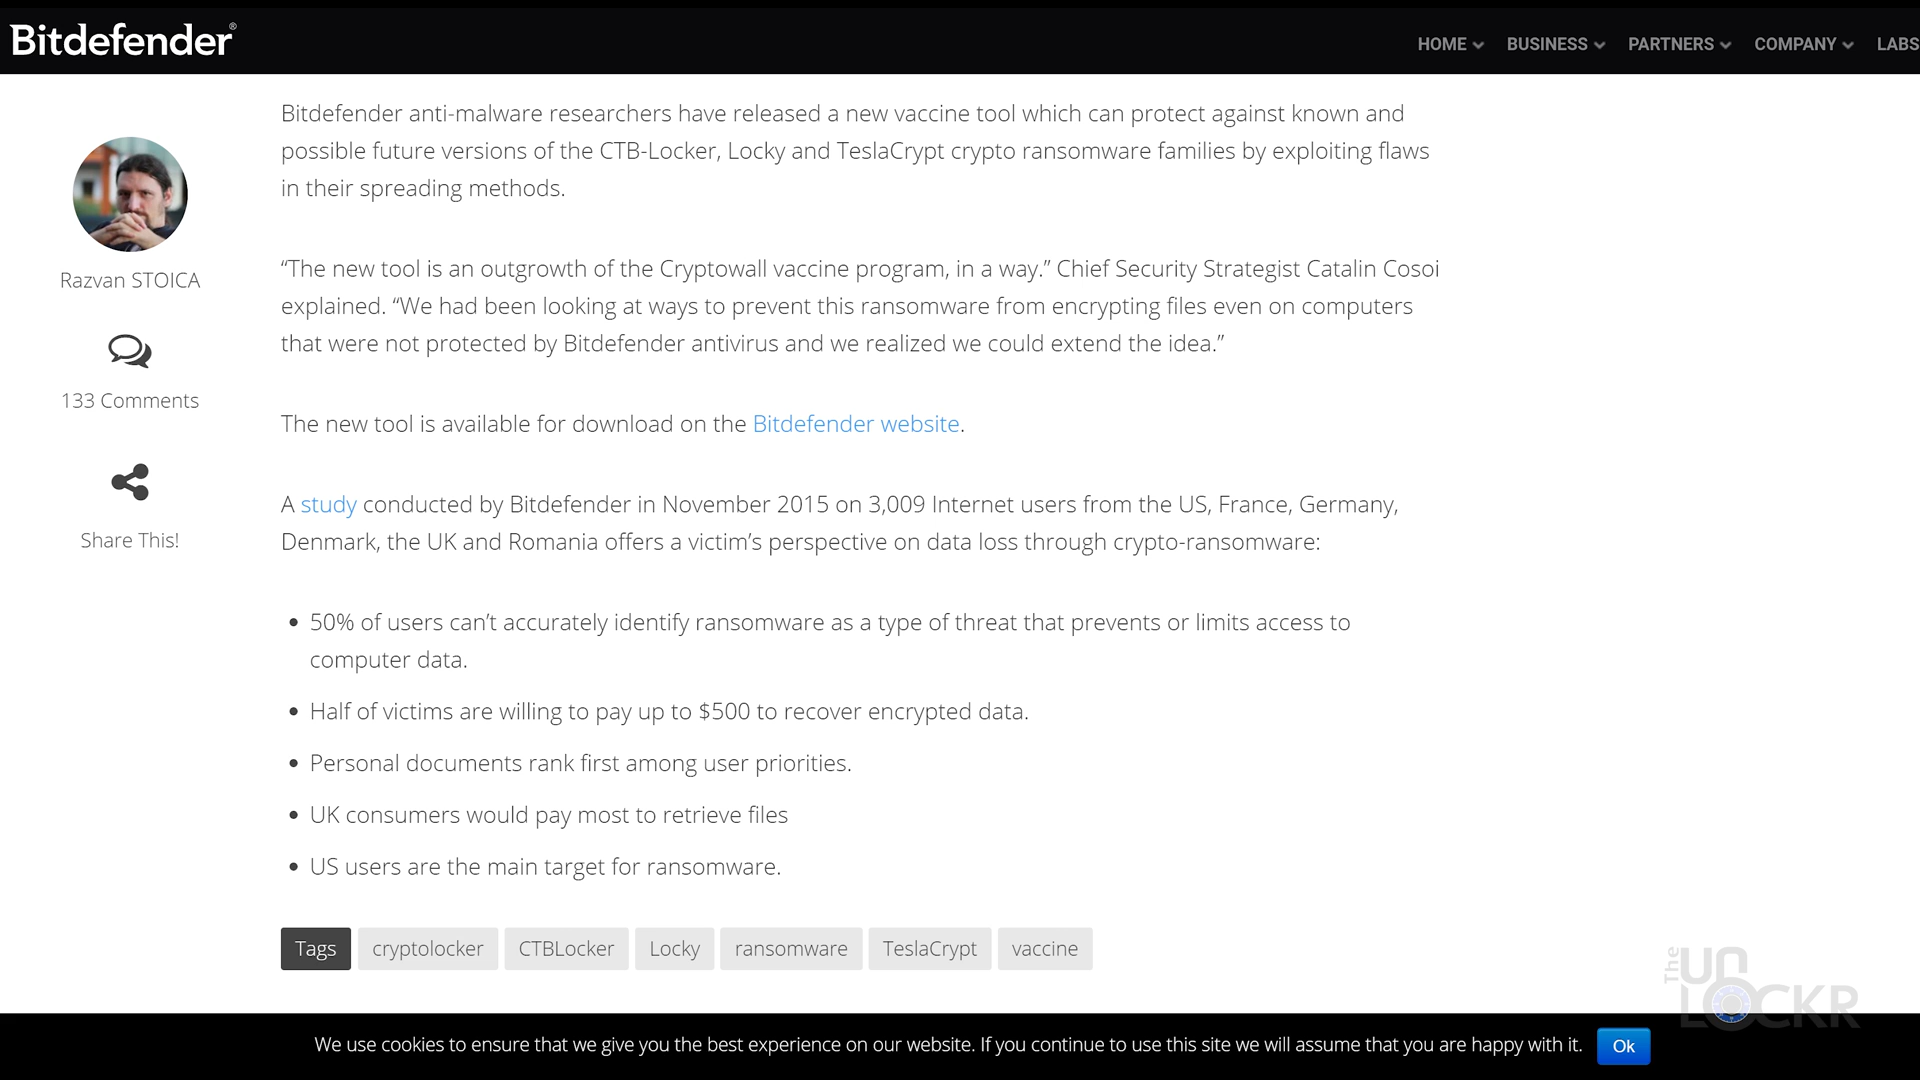 Bitdefender®
HOME BUSINESS PARTNERS COMPANY LABS
Razvan STOICA
133 Comments
Share This!
Bitdefender anti-malware researchers have released a new vaccine tool which can protect against known and
possible future versions of the CTB-Locker, Locky and TeslaCrypt crypto ransomware families by exploiting flaws
in their spreading methods.
“The new tool is an outgrowth of the Cryptowall vaccine program, in a way.” Chief Security Strategist Catalin Cosoi
explained. “We had been looking at ways to prevent this ransomware from encrypting files even on computers
that were not protected by Bitdefender antivirus and we realized we could extend the idea.”
The new tool is available for download on the Bitdefender website.
A study conducted by Bitdefender in November 2015 on 3,009 Internet users from the US, France, Germany,
Denmark, the UK and Romania offers a victim’s perspective on data loss through crypto-ransomware:
• 50% of users can’t accurately identify ransomware as a type of threat that prevents or limits access to
computer data.
• Half of victims are willing to pay up to $500 to recover encrypted data.
• Personal documents rank first among user priorities.
• UK consumers would pay most to retrieve files
• US users are the main target for ransomware.
Tags cryptolocker CTBLocker Locky ransomware TeslaCrypt vaccine
The UnLOCKR
We use cookies to ensure that we give you the best experience on our website. If you continue to use this site we will assume that you are happy with it. Ok